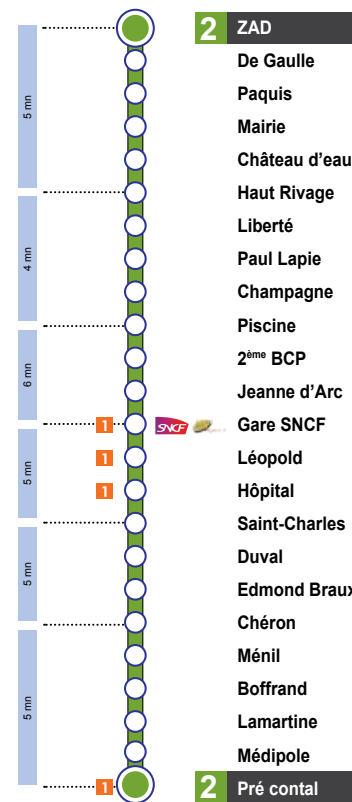 2 ZAD
De Gaulle
Paquis
Mairie
Château d'eau
Haut Rivage
Liberté
Paul Lapie
Champagne
Piscine
2ème BCP
Jeanne d'Arc
1 SNCF Gare SNCF
1 Léopold
1 Hôpital
Saint-Charles
Duval
Edmond Braux
Chéron
Ménil
Boffrand
Lamartine
Médipole
1 2 Pré contal
5 mn
4 mn
6 mn
5 mn
5 mn
5 mn